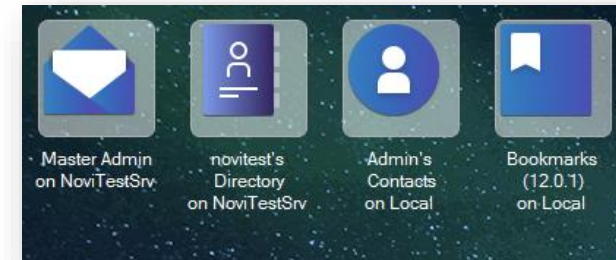 Master Admin
on NoviTestSrv
novitest's
Directory
on NoviTestSrv
Admin's
Contacts
on Local
Bookmarks
(12.0.1)
on Local